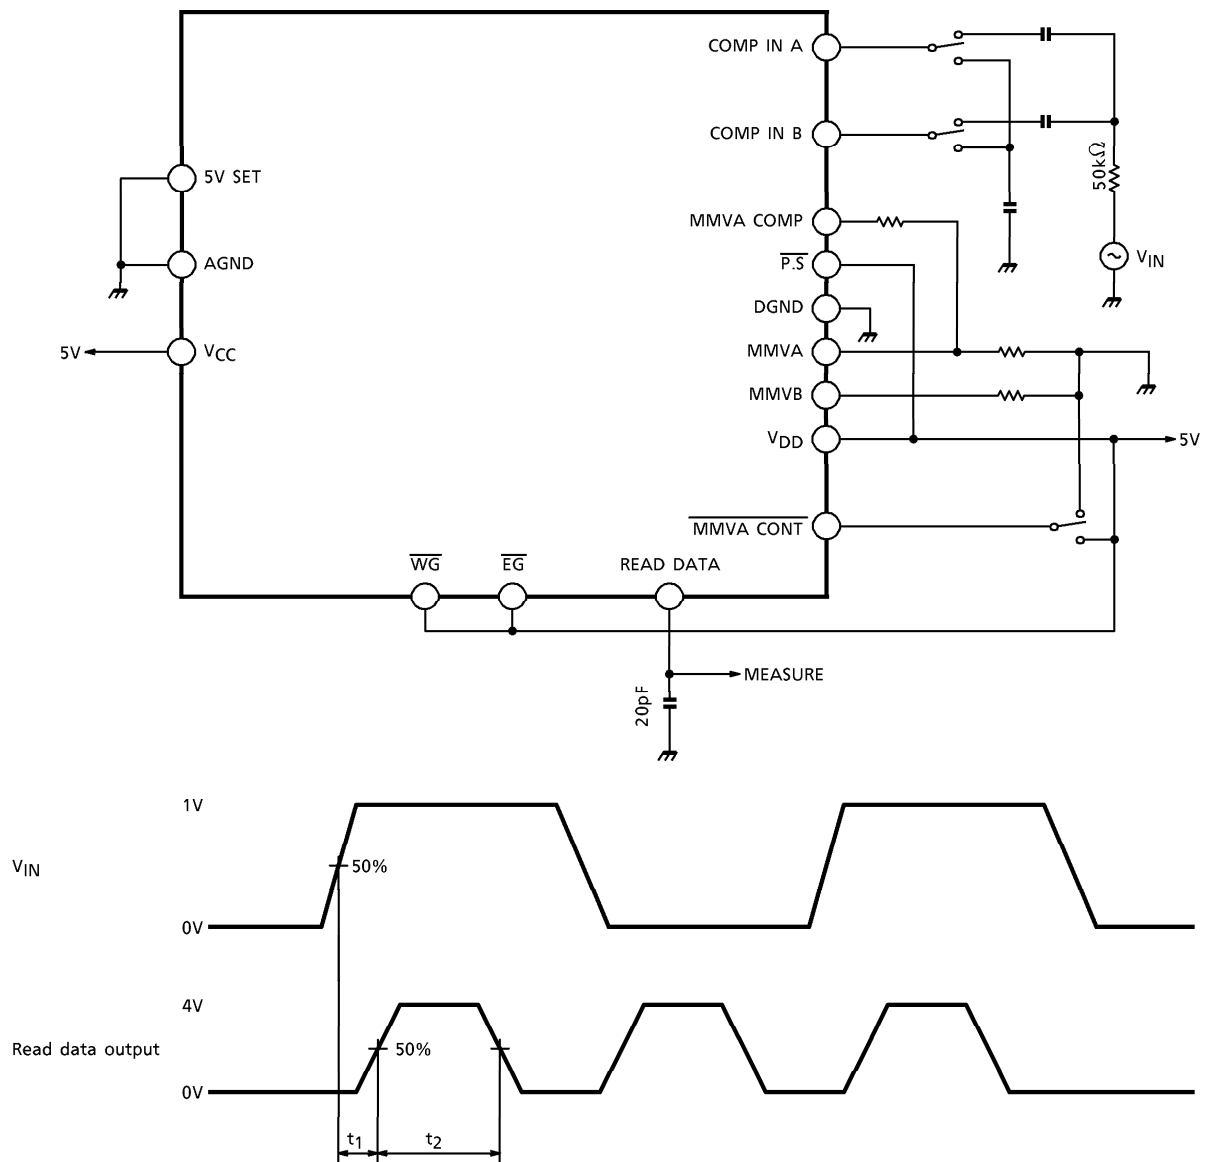 COMP IN A
COMP IN B
50kΩ
5V SET
MMVA COMP
AGND
P.S
VIN
DGND
5V
VCC
MMVA
MMVB
VDD
5V
MMVA CONT
WG
EG
READ DATA
MEASURE
20pF
1V
VIN
50%
0V
4V
Read data output
50%
0V
t1
t2